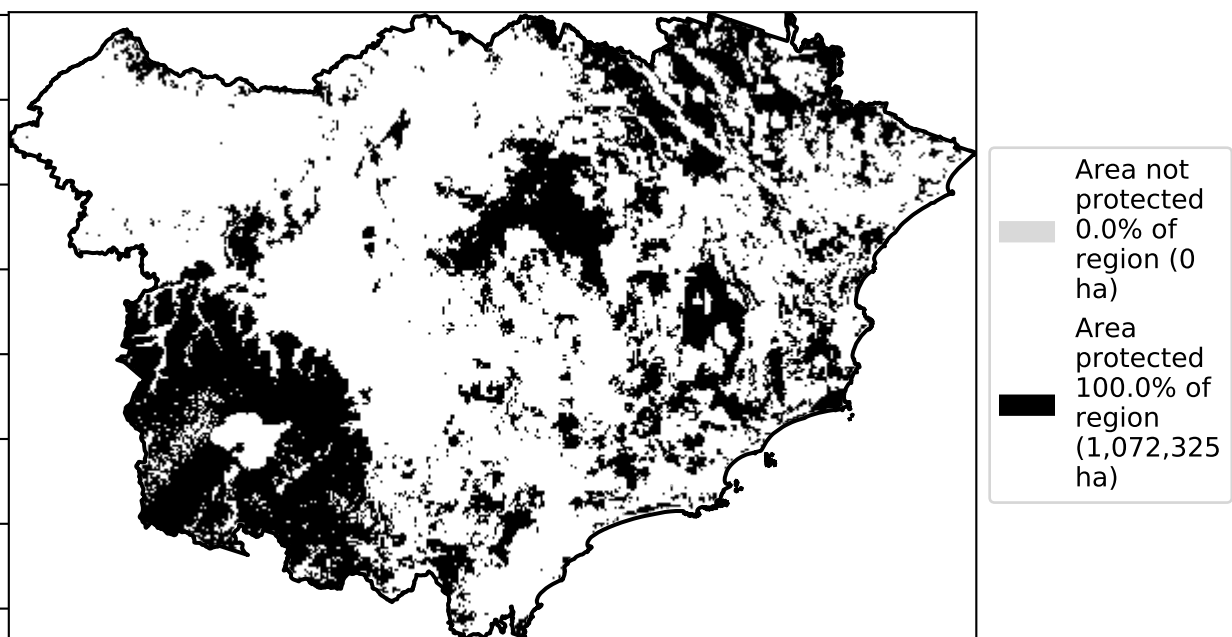 Area not
protected
0.0% of
region (0
ha)
Area
protected
100.0% of
region
(1,072,325
ha)